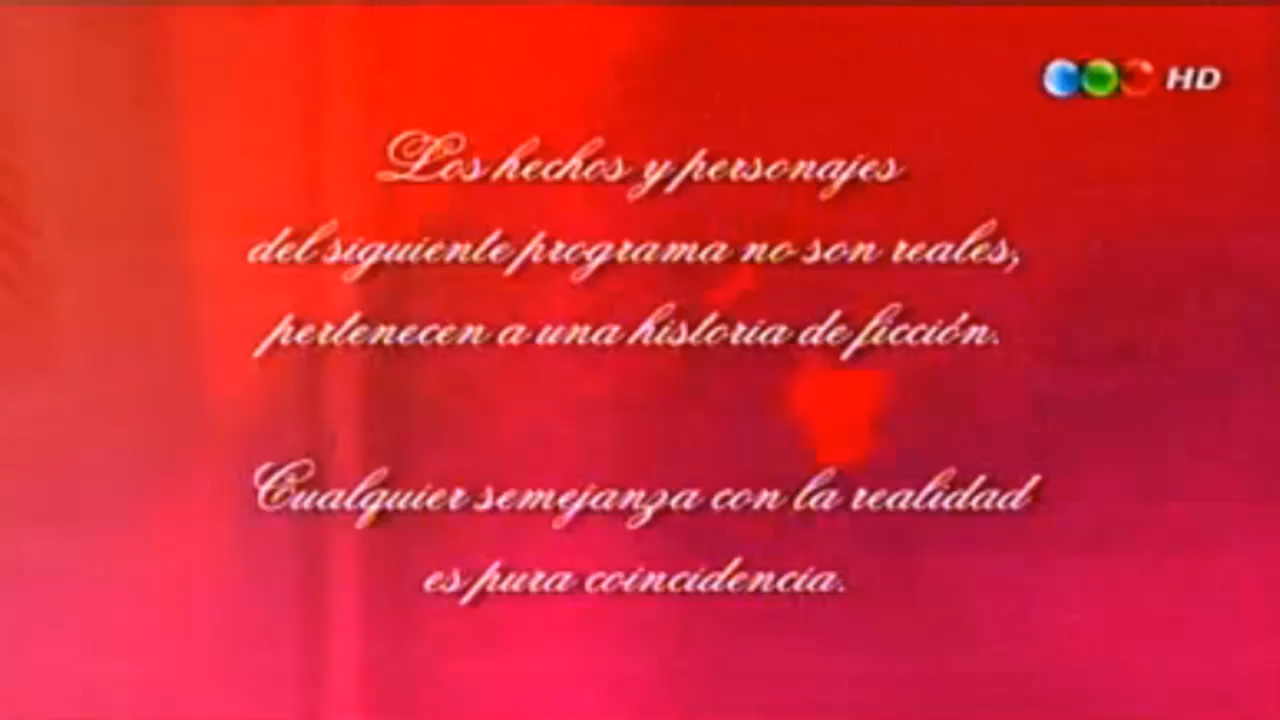 HD
Los hechos y personajes
del siguiente programa no son reales,
pertenecen a una historia de ficción.
Cualquier semejanza con la realidad
es pura coincidencia.